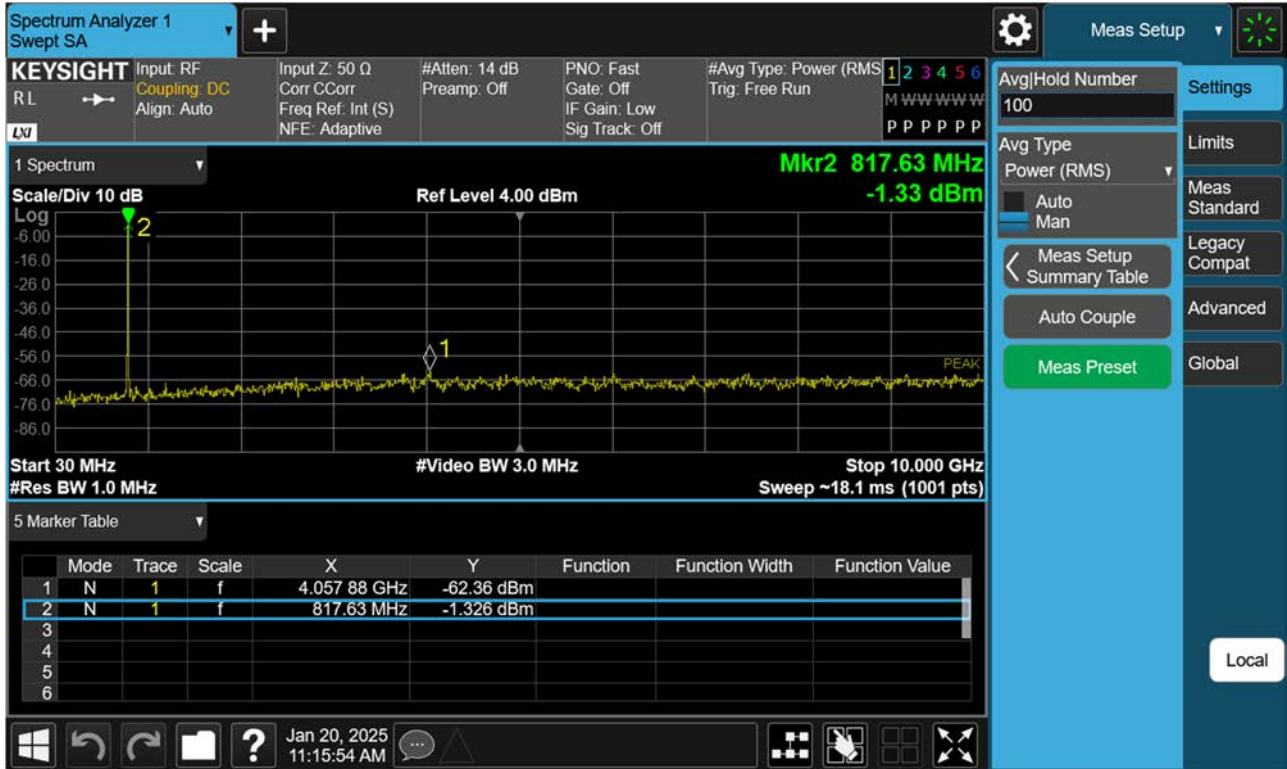 Spectrum Analyzer 1
Swept SA
+
Meas Setup
KEYSIGHT
RL
LXI
Input: RF
Coupling: DC
Align: Auto
Input Z: 50 Ω
Corr CCorr
Freq Ref: Int (S)
NFE: Adaptive
#Atten: 14 dB
Preamp: Off
PNO: Fast
Gate: Off
IF Gain: Low
Sig Track: Off
#Avg Type: Power (RMS
Trig: Free Run
1 2 3 4 5 6
M W W W W W
P P P P P P
1 Spectrum
Mkr2 817.63 MHz
-1.33 dBm
Scale/Div 10 dB
Ref Level 4.00 dBm
Log
-6.00
-16.0
-26.0
-36.0
-46.0
-56.0
-66.0
-76.0
-86.0
2
1
PEAK
Start 30 MHz #Video BW 3.0 MHz Stop 10.000 GHz
#Res BW 1.0 MHz Sweep ~18.1 ms (1001 pts)
5 Marker Table
Mode Trace Scale X Y Function Function Width Function Value
1 N 1 f 4.057 88 GHz -62.36 dBm
2 N 1 f 817.63 MHz -1.326 dBm
3
4
5
6
Avg|Hold Number
100
Avg Type
Power (RMS)
Auto
Man
Meas Setup
Summary Table
Auto Couple
Meas Preset
Settings
Limits
Meas
Standard
Legacy
Compat
Advanced
Global
Local
?
Jan 20, 2025
11:15:54 AM